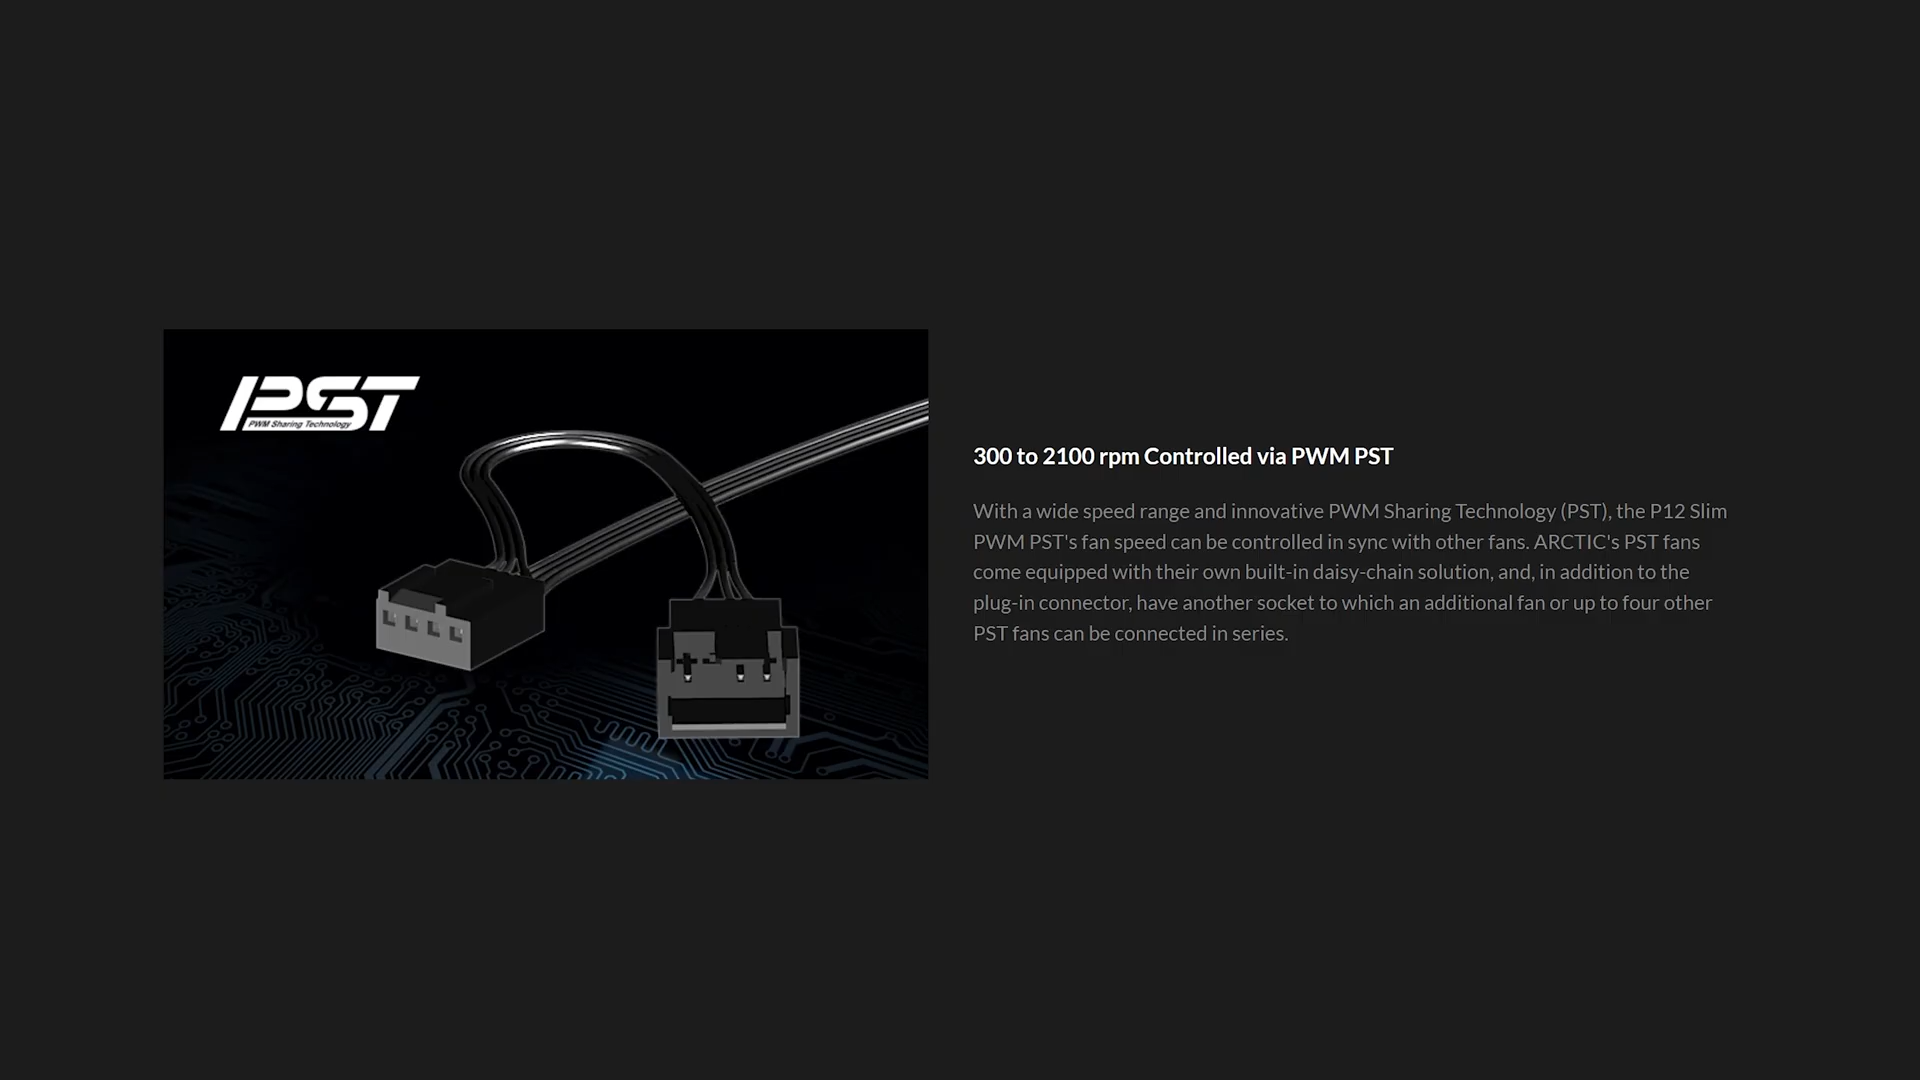 PST
PWM Sharing Technology
300 to 2100 rpm Controlled via PWM PST
With a wide speed range and innovative PWM Sharing Technology (PST), the P12 Slim
PWM PST's fan speed can be controlled in sync with other fans. ARCTIC's PST fans
come equipped with their own built-in daisy-chain solution, and, in addition to the
plug-in connector, have another socket to which an additional fan or up to four other
PST fans can be connected in series.